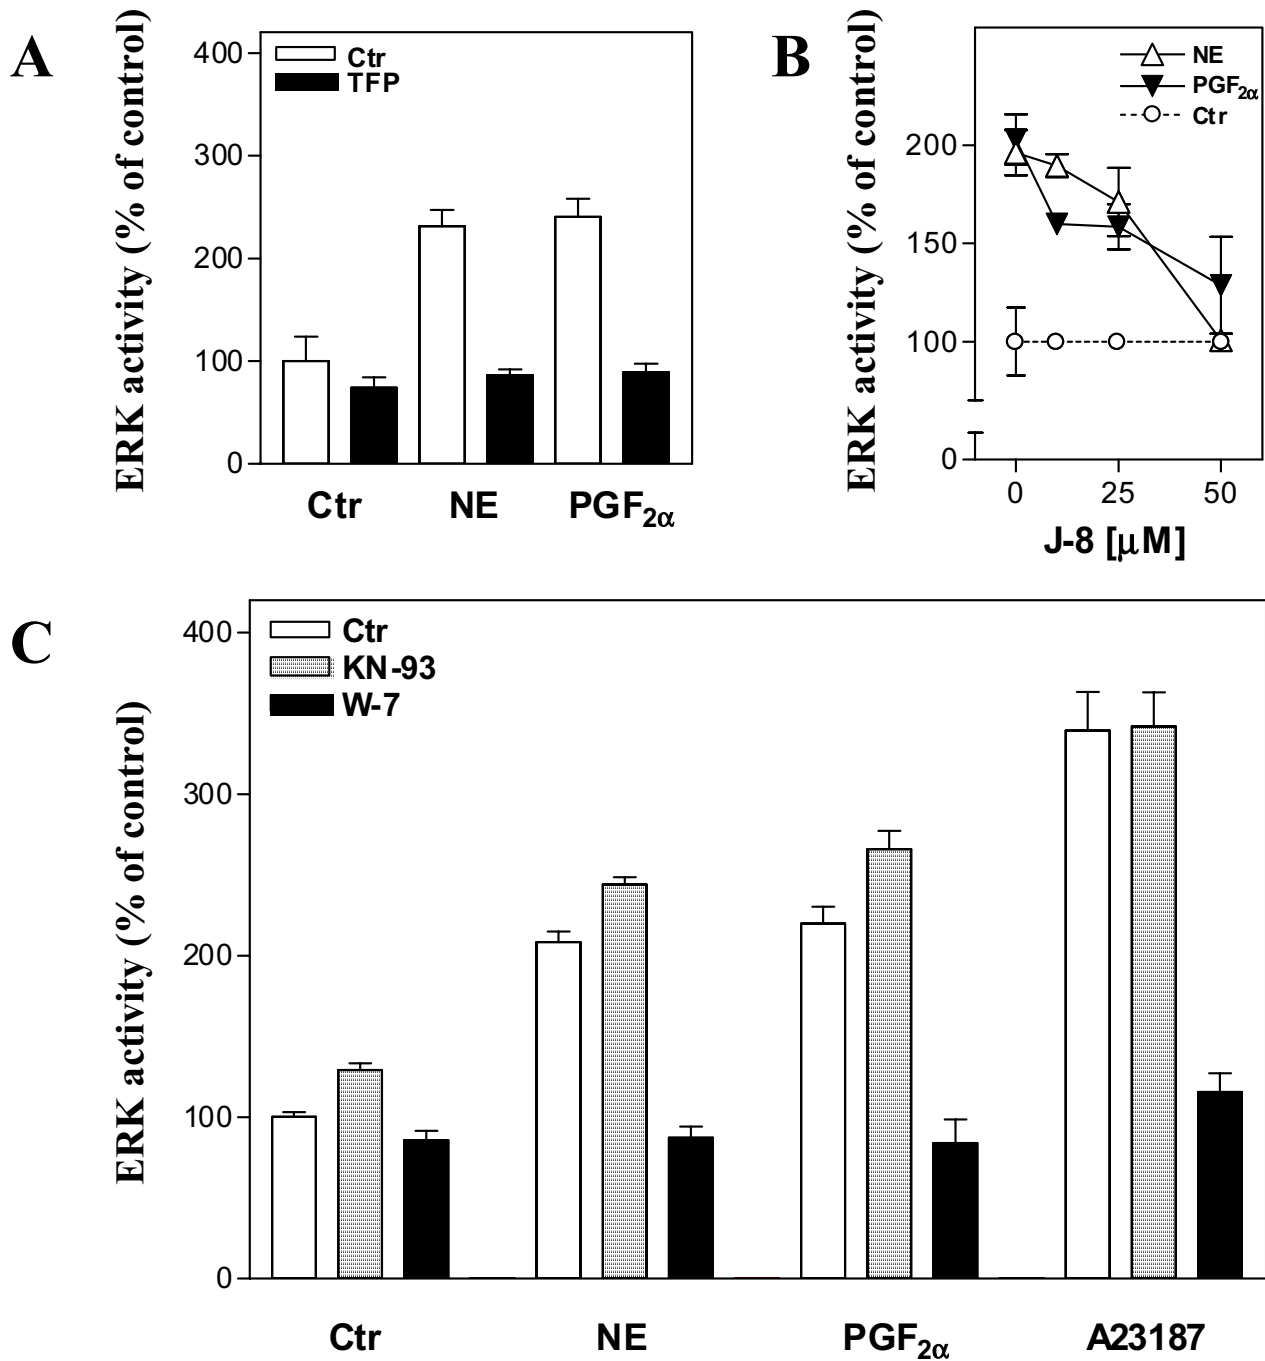 A
ERK activity (% of control)
400
300
200
100
0
Ctr
TFP
Ctr
NE
PGF2α
B
ERK activity (% of control)
200
150
100
0
NE
PGF2α
Ctr
0
25
50
J-8 [μM]
C
ERK activity (% of control)
400
300
200
100
0
Ctr
KN-93
W-7
Ctr
NE
PGF2α
A23187